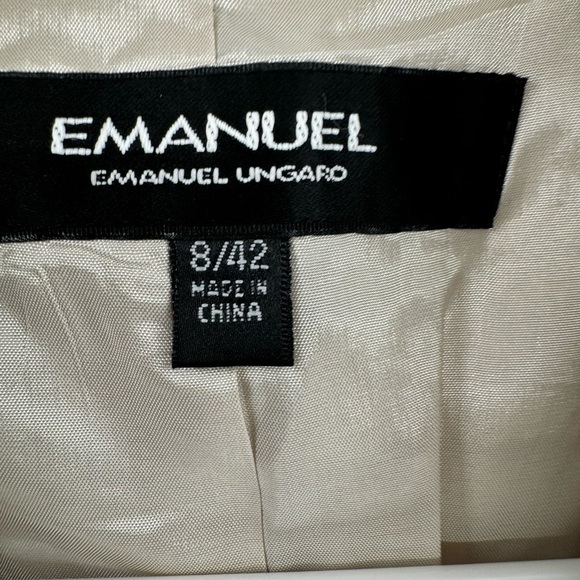 EMANUEL
EMANUEL UNGARO
8/42
MADE IN
CHINA